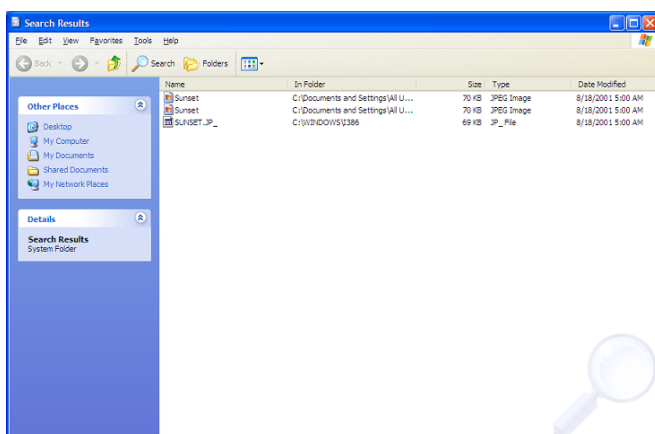 Search Results
File Edit View Favorites Tools Help
Back Search Folders
Name In Folder Size Type Date Modified
Sunset C:\Documents and Settings\All U... 70 KB JPEG Image 8/18/2001 5:00 AM
Sunset C:\Documents and Settings\All U... 70 KB JPEG Image 8/18/2001 5:00 AM
SUNSET.JP_ C:\WINDOWS\I386 69 KB JP_ File 8/18/2001 5:00 AM
Other Places
Desktop
My Computer
My Documents
Shared Documents
My Network Places
Details
Search Results
System Folder